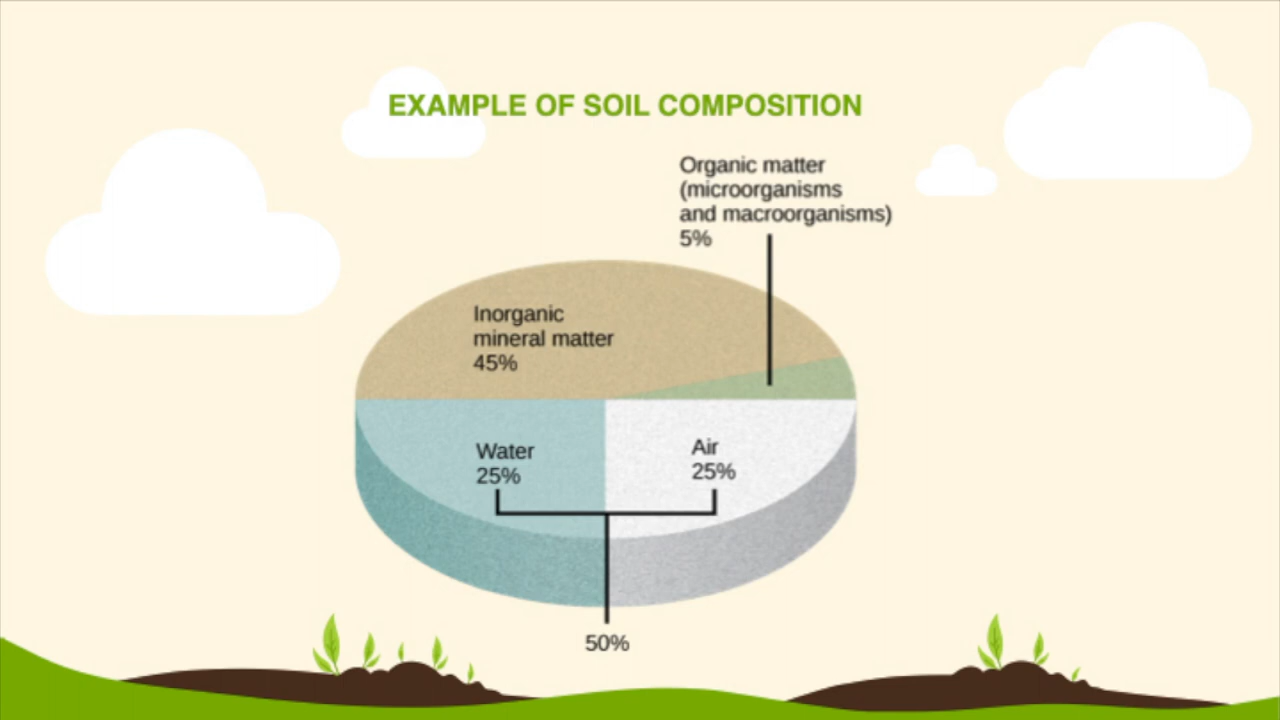 EXAMPLE OF SOIL COMPOSITION
Organic matter
(microorganisms
and macroorganisms)
5%
Inorganic
mineral matter
45%
Water
25%
Air
25%
50%